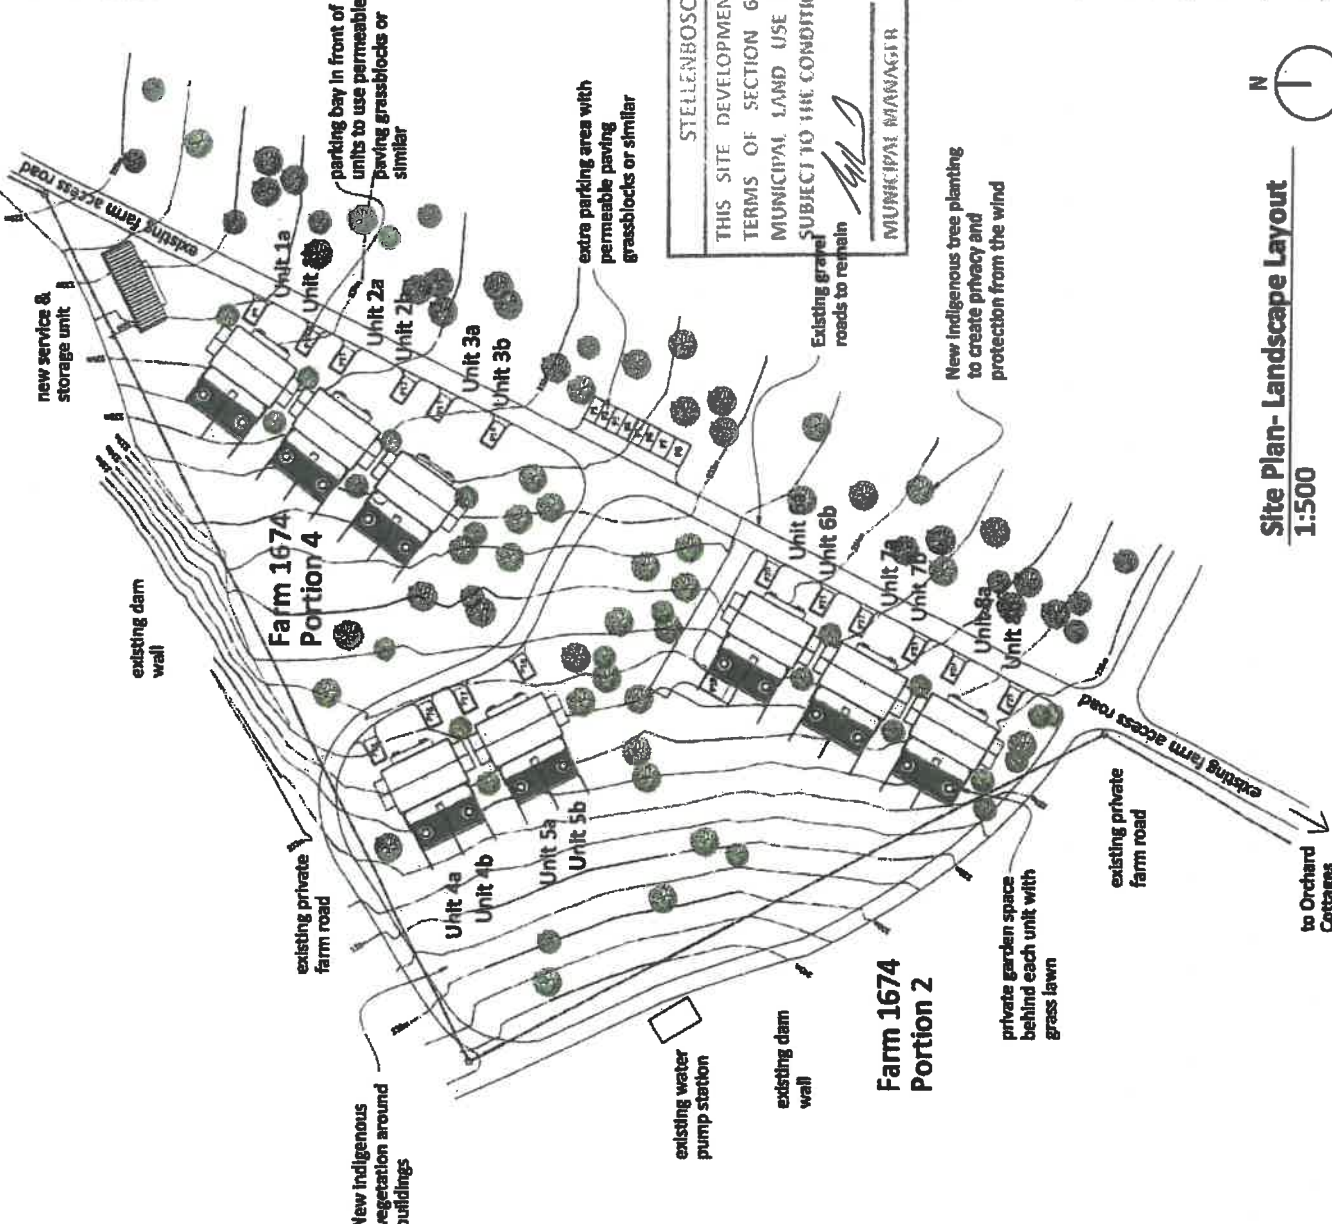 new service &
storage unit
existing farm access road
parking bay in front of
units to use permeable
paving grassblocks or
similar
Unit 1a
Unit
Unit 2a
Unit 2b
Unit 3a
Unit 3b
extra parking area with
permeable paving
grassblocks or similar
STELLENBOSC
THIS SITE DEVELOPMEN
TERMS OF SECTION 6
MUNICIPAL LAND USE
SUBJECT TO THE CONDITI
MUNICIPAL MANAGER
Existing gravel
roads to remain
New indigenous tree planting
to create privacy and
protection from the wind
N
Site Plan- Landscape Layout
1:500
existing dam
wall
Farm 1674
Portion 4
Unit 6a
Unit 6b
Unit 7a
Unit 7b
Unit 8a
Unit 8b
existing private
farm road
Unit 4a
Unit 4b
Unit 5a
Unit 5b
New indigenous
vegetation around
buildings
existing water
pump station
existing dam
wall
Farm 1674
Portion 2
private garden space
behind each unit with
grass lawn
existing private
farm road
existing farm access road
to Orchard
Cottages